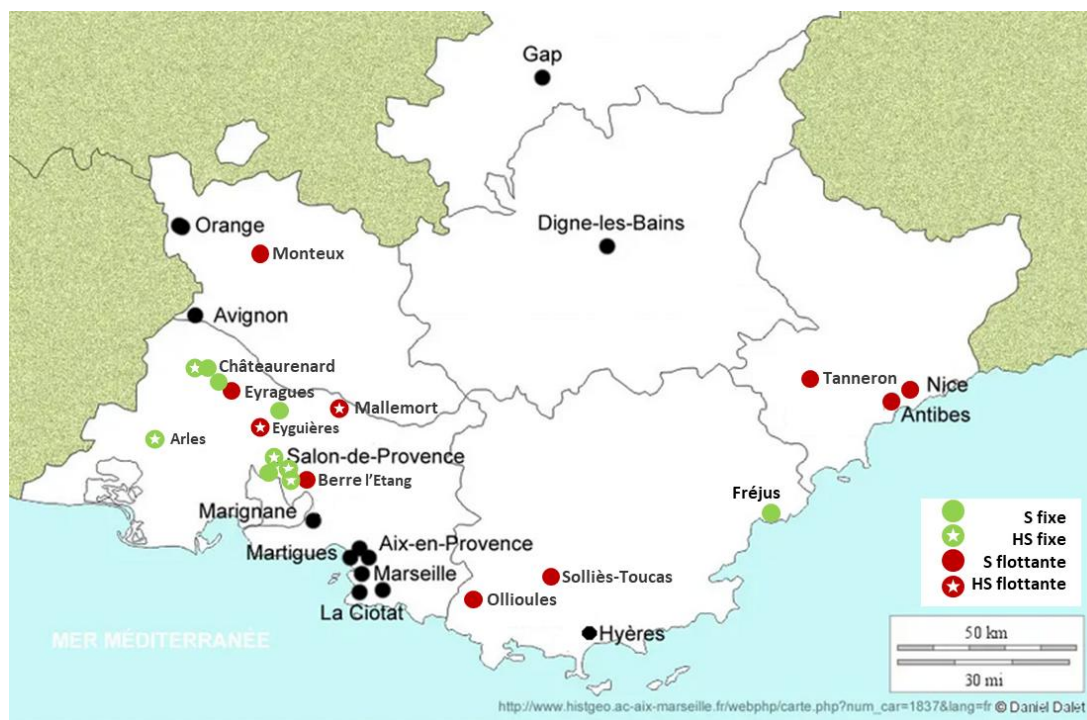 Gap
Orange
Digne-les-Bains
Monteux
Avignon
Châteaurenard
Tanneron
Nice
Eyragues
Antibes
Mallemort
Eyguières
Arles
Salon-de-Provence
Berre l'Etang
Fréjus
Marignane
S fixe
HS fixe
Aix-en-Provence
Martigues
S flottante
Marseille
Solliès-Toucas
HS flottante
La Ciotat
Ollioules
Hyères
MER MÉDITERRANÉE
50 km
30 mi
http://www.histgeo.ac-aix-marseille.fr/webphp/carte.php?num_car=1837&lang=fr © Daniel Dalet